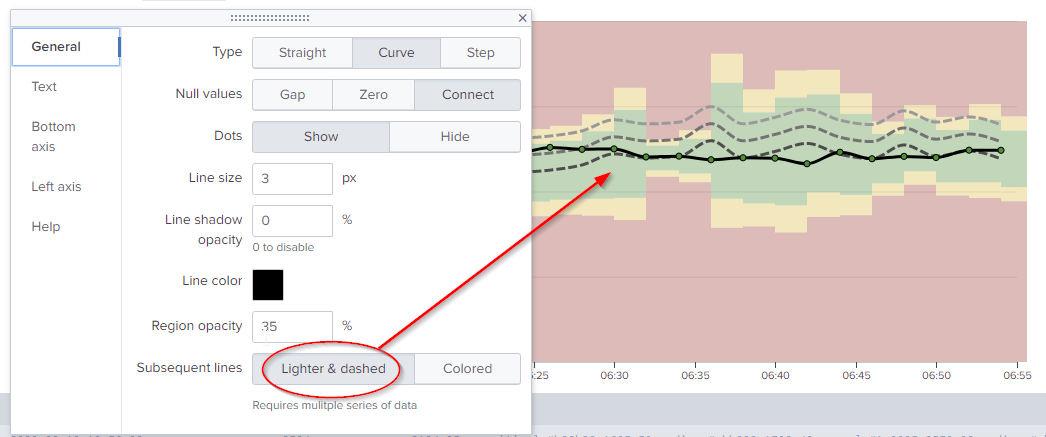 General
Text
Bottom
axis
Left axis
Help
Type
Straight
Curve
Step
Null values
Gap
Zero
Connect
Dots
Show
Hide
Line size
3
px
Line shadow
opacity
0
%
0 to disable
Line color
Region opacity
35
%
Subsequent lines
Lighter & dashed
Colored
Requires mulitple series of data
:25
06:30
06:35
06:40
06:45
06:50
06:55